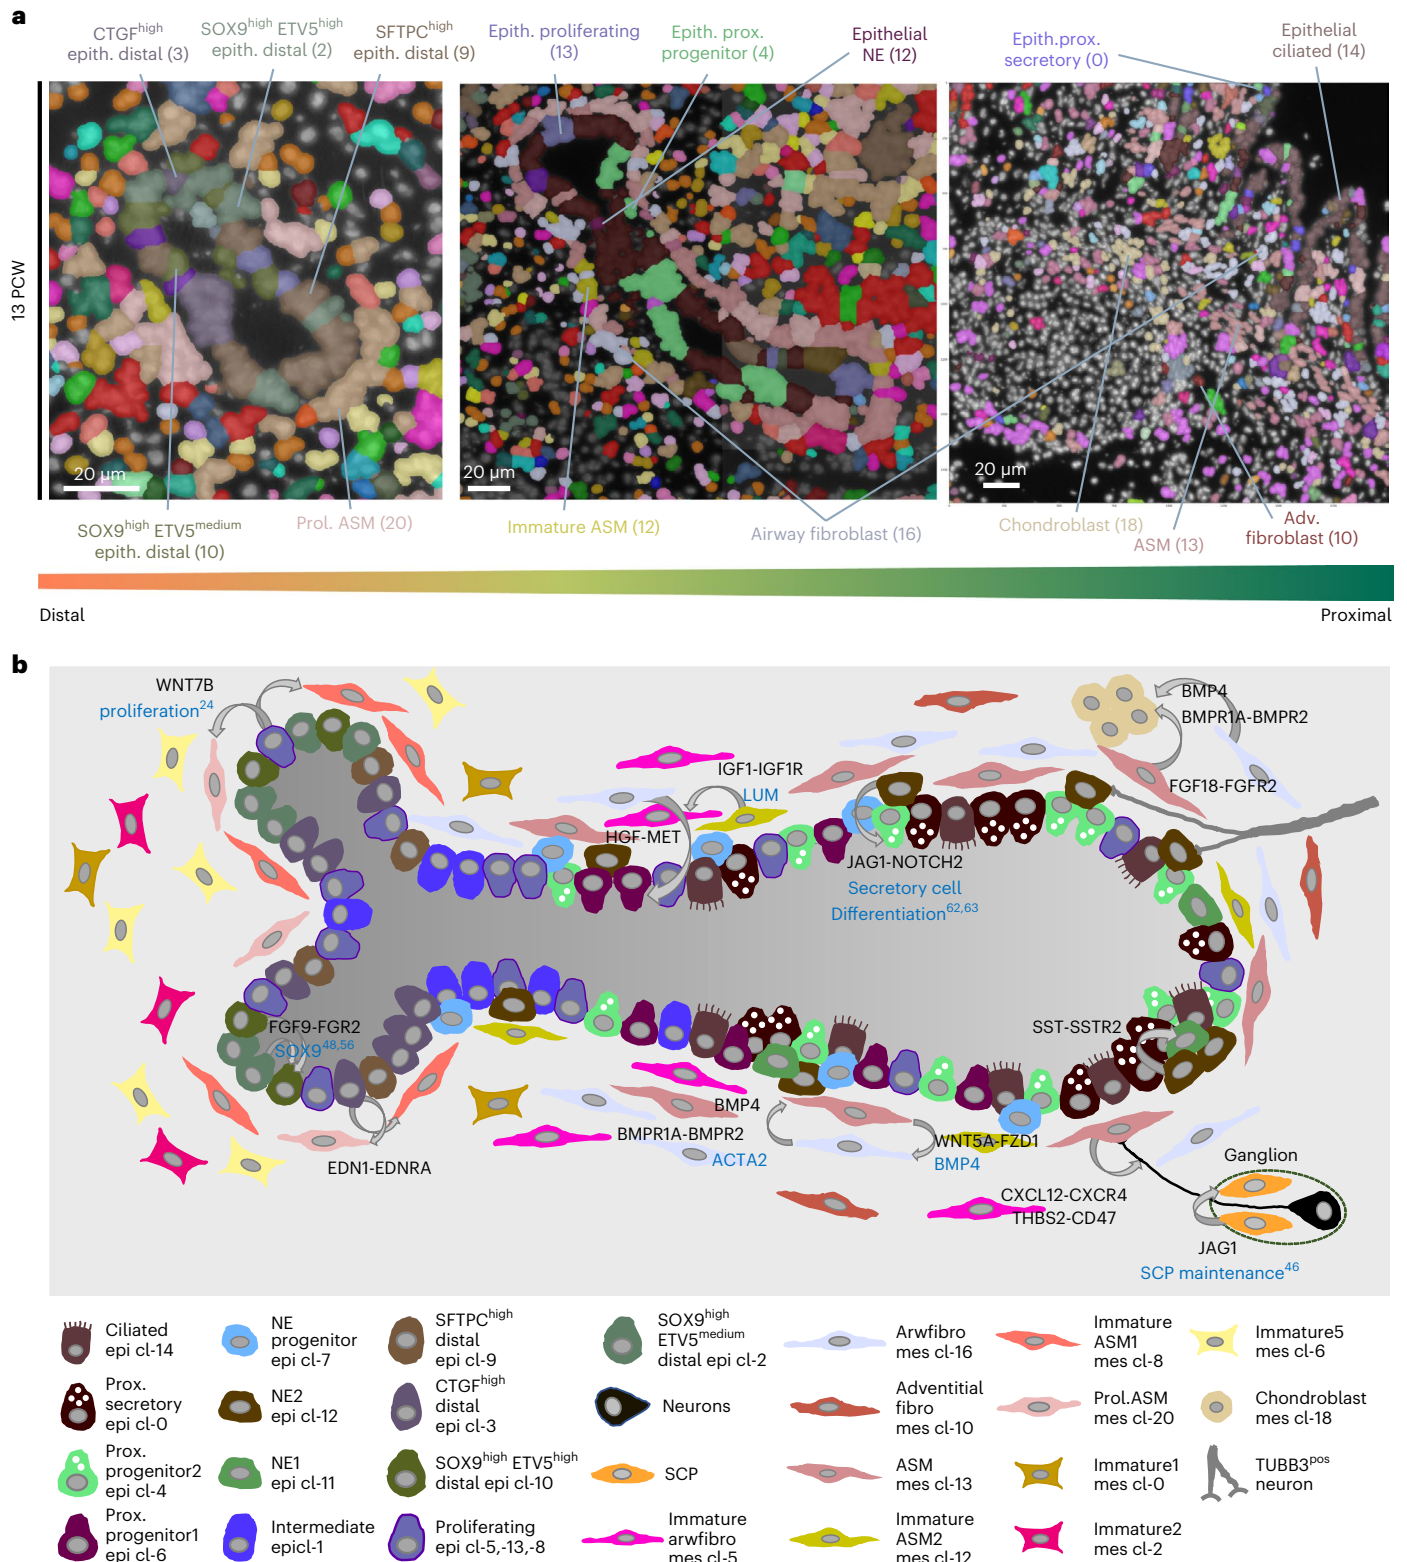 a
CTGFhigh
epith. distal (3)
SOX9high ETV5high
epith. distal (2)
SFTPChigh
epith. distal (9)
Epith. proliferating
(13)
Epith. prox.
progenitor (4)
Epithelial
NE (12)
Epith.prox.
secretory (0)
Epithelial
ciliated (14)
13 PCW
20 µm
20 µm
20 µm
SOX9high ETV5medium
epith. distal (10)
Prol. ASM (20)
Immature ASM (12)
Airway fibroblast (16)
Chondroblast (18)
ASM (13)
Adv.
fibroblast (10)
Distal
Proximal
b
WNT7B
proliferation24
IGF1-IGF1R
LUM
HGF-MET
JAG1-NOTCH2
Secretory cell
Differentiation62,63
BMP4
BMPR1A-BMPR2
FGF18-FGFR2
FGF9-FGR2
SOX948,56
SST-SSTR2
EDN1-EDNRA
BMP4
BMPR1A-BMPR2
ACTA2
WNT5A-FZD1
BMP4
CXCL12-CXCR4
THBS2-CD47
Ganglion
JAG1
SCP maintenance46
Ciliated
epi cl-14
NE
progenitor
epi cl-7
SFTPChigh
distal
epi cl-9
SOX9high
ETV5medium
distal epi cl-2
Arwfibro
mes cl-16
Immature
ASM1
mes cl-8
Immature5
mes cl-6
Prox.
secretory
epi cl-0
NE2
epi cl-12
CTGFhigh
distal
epi cl-3
Neurons
Adventitial
fibro
mes cl-10
Prol.ASM
mes cl-20
Chondroblast
mes cl-18
Prox.
progenitor2
epi cl-4
NE1
epi cl-11
SOX9high ETV5high
distal epi cl-10
SCP
ASM
mes cl-13
Immature1
mes cl-0
TUBB3pos
neuron
Prox.
progenitor1
epi cl-6
Intermediate
epicl-1
Proliferating
epi cl-5,-13,-8
Immature
arwfibro
mes cl-5
Immature
ASM2
mes cl-12
Immature2
mes cl-2